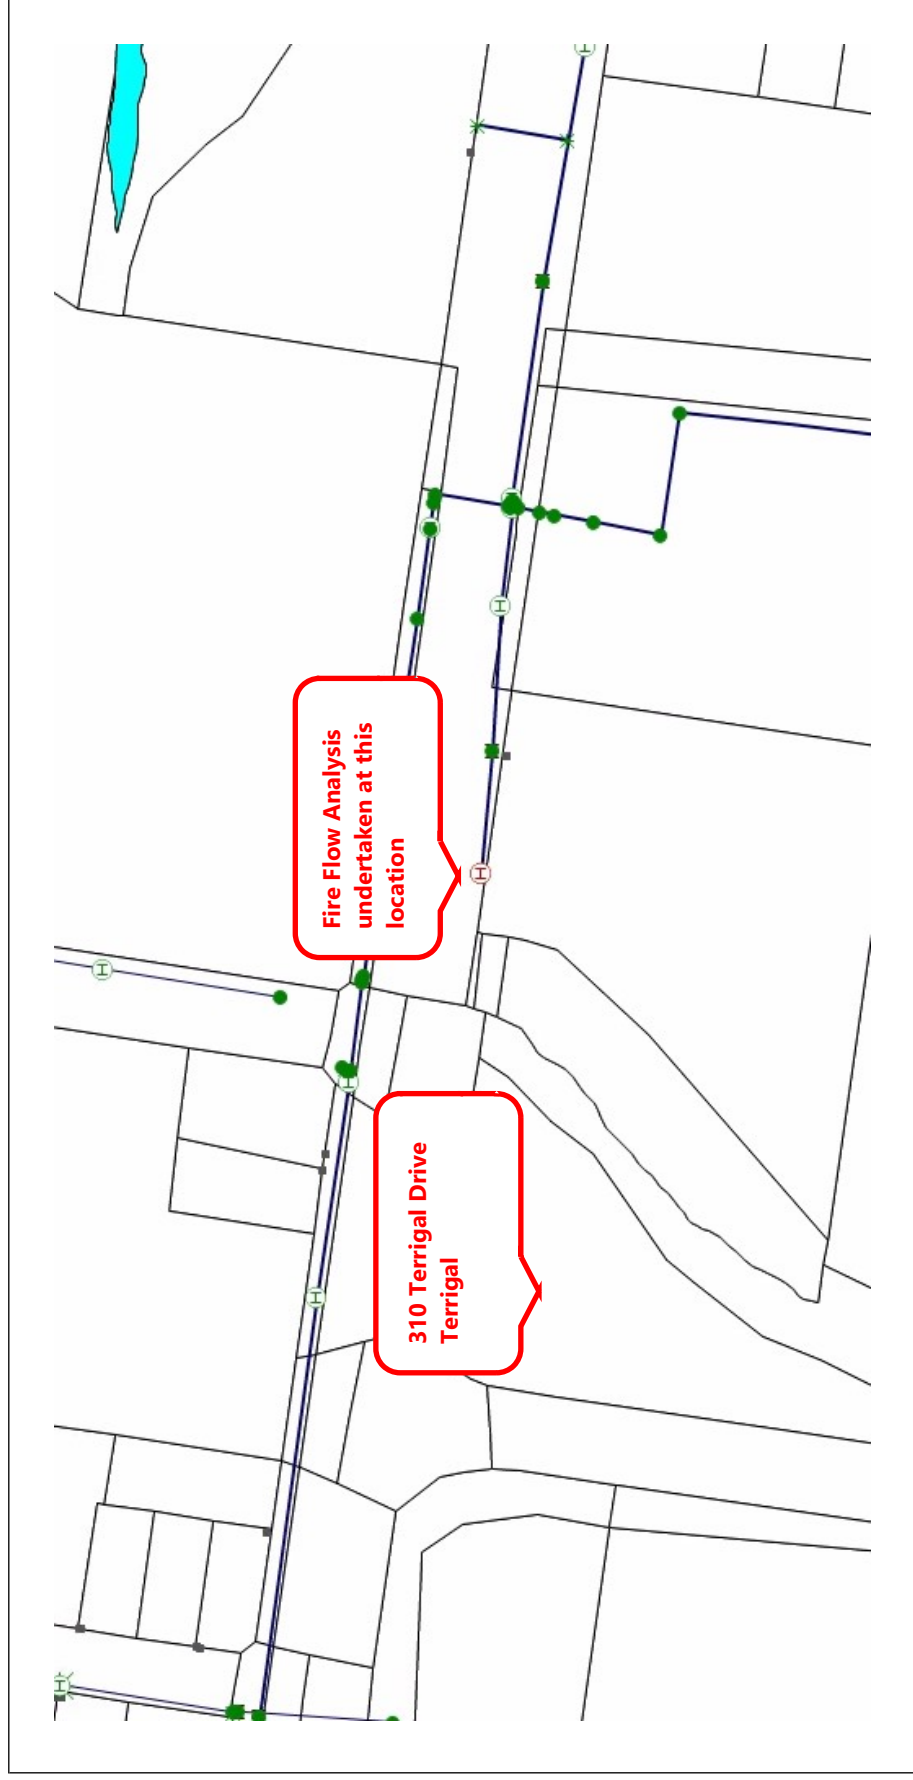 Fire Flow Analysis
undertaken at this
location
310 Terrigal Drive
Terrigal
H
H
H
H
H
H
H
H
H